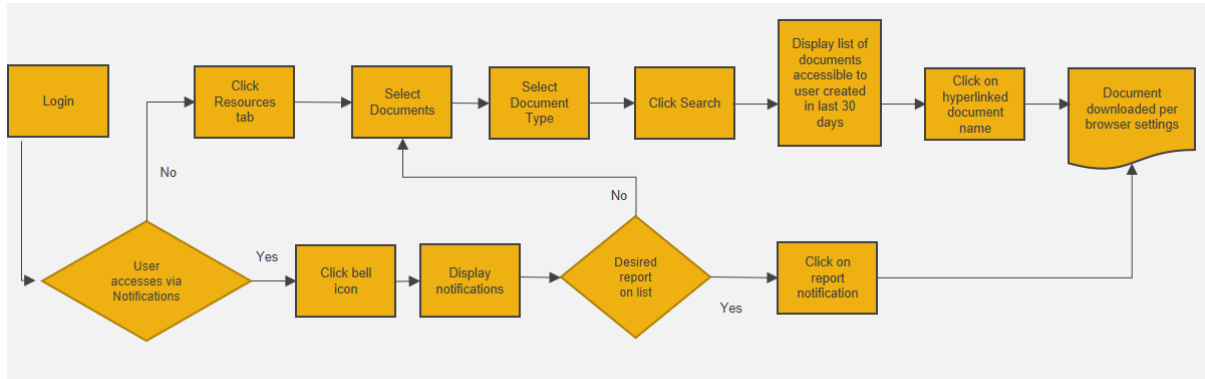 Login
Click
Resources
tab
Select
Documents
Select
Document
Type
Click Search
Display list of
documents
accessible to
user created
in last 30
days
Click on
hyperlinked
document
name
Document
downloaded per
browser settings
No
No
User
accesses via
Notifications
Yes
Click bell
icon
Display
notifications
Desired
report
on list
Yes
Click on
report
notification